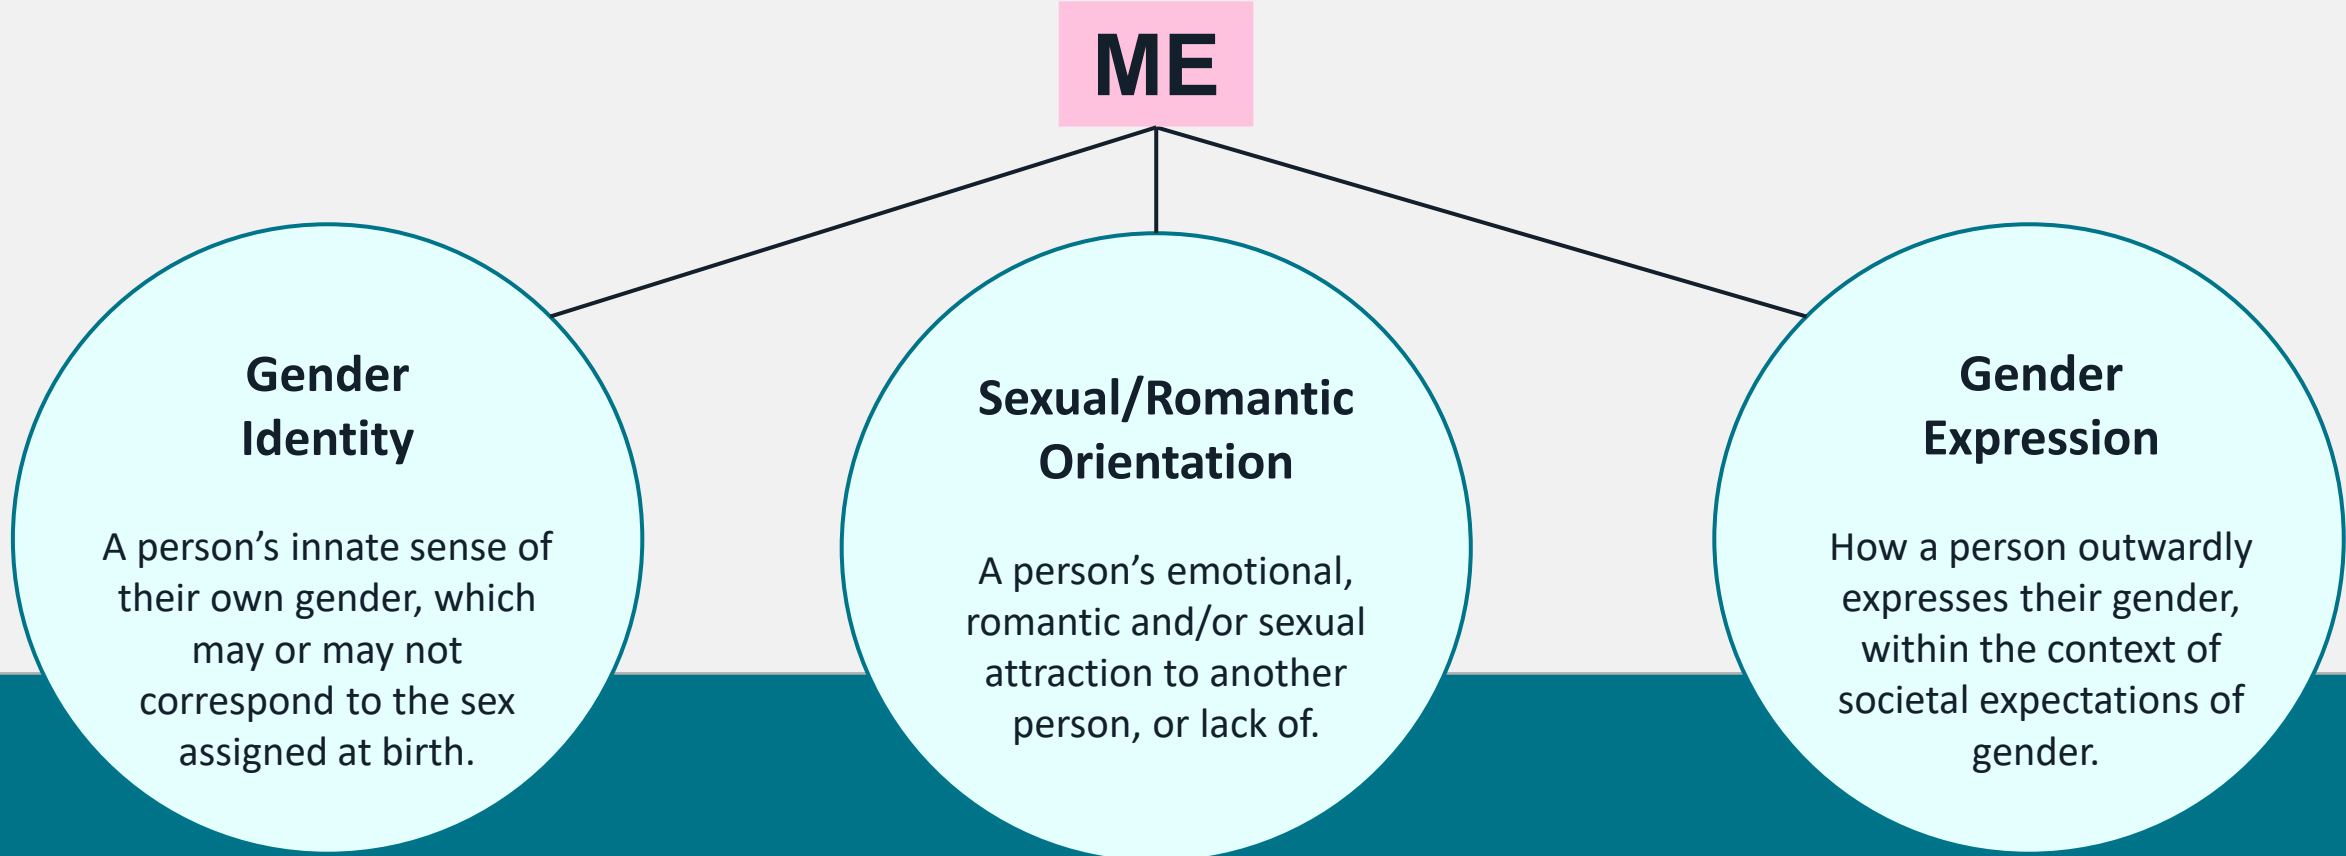 ME
Gender
Identity
A person’s innate sense of
their own gender, which
may or may not
correspond to the sex
assigned at birth.
Sexual/Romantic
Orientation
A person’s emotional,
romantic and/or sexual
attraction to another
person, or lack of.
Gender
Expression
How a person outwardly
expresses their gender,
within the context of
societal expectations of
gender.